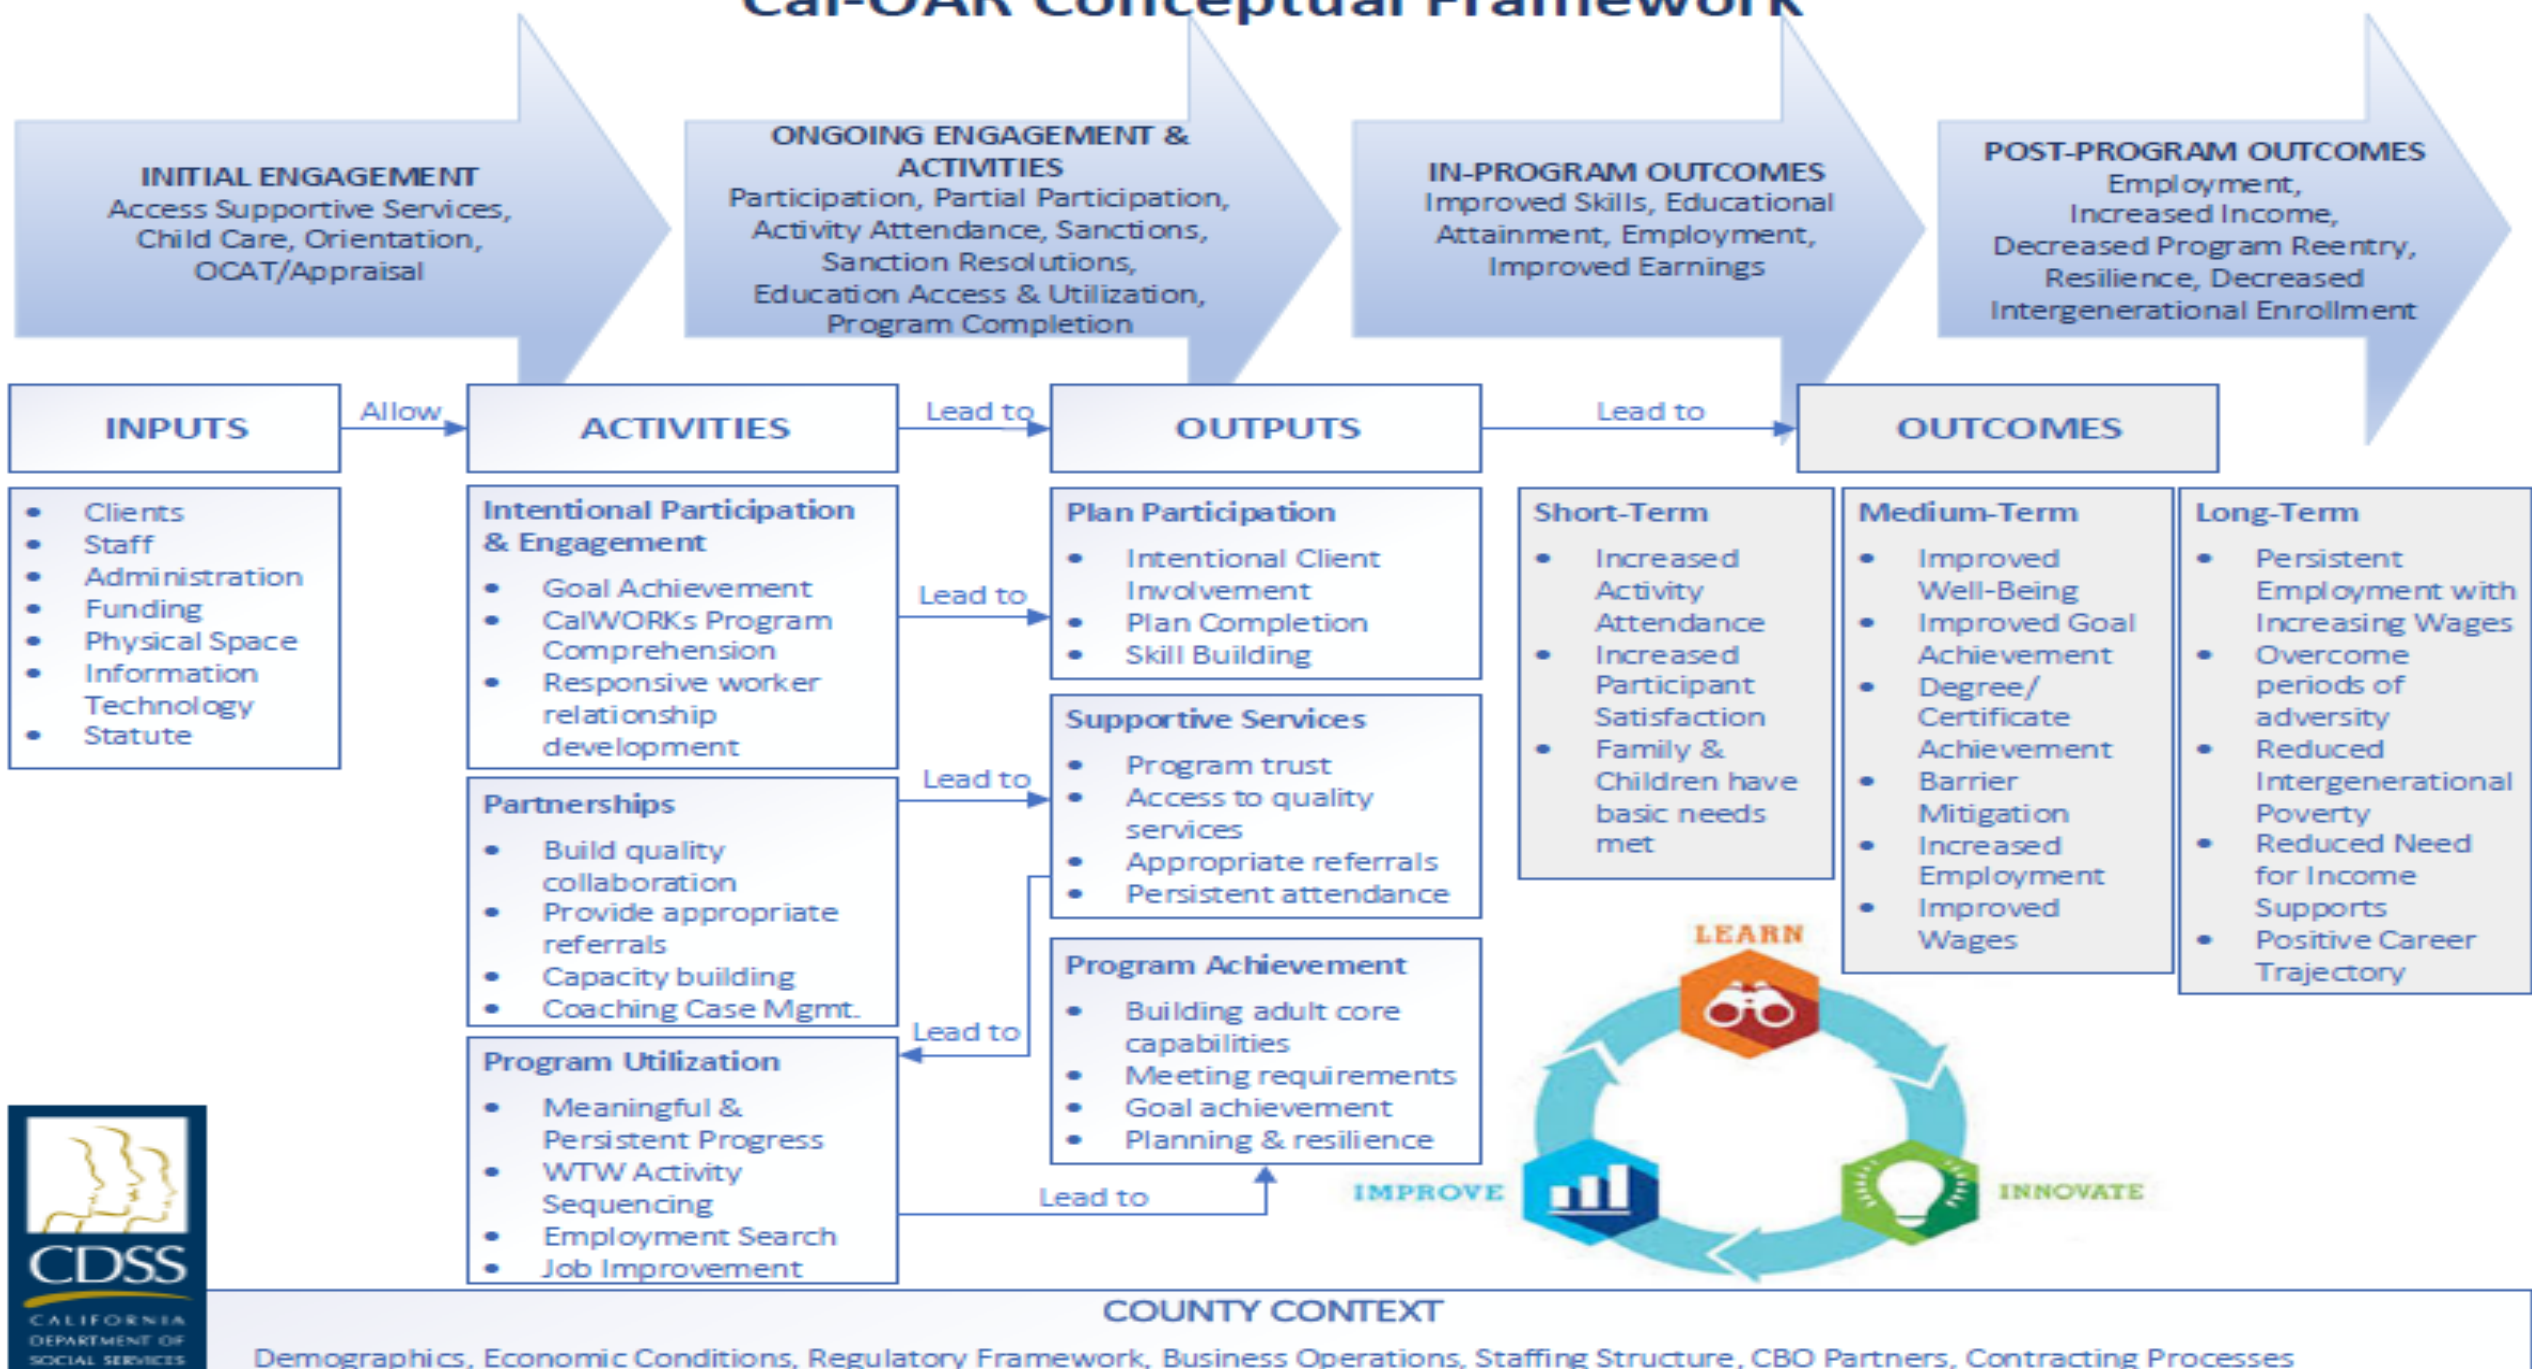 Cal-OAR Conceptual Framework
INITIAL ENGAGEMENT
Access Supportive Services,
Child Care, Orientation,
OCAT/Appraisal
ONGOING ENGAGEMENT &
ACTIVITIES
Participation, Partial Participation,
Activity Attendance, Sanctions,
Sanction Resolutions,
Education Access & Utilization,
Program Completion
IN-PROGRAM OUTCOMES
Improved Skills, Educational
Attainment, Employment,
Improved Earnings
POST-PROGRAM OUTCOMES
Employment,
Increased Income,
Decreased Program Reentry,
Resilience, Decreased
Intergenerational Enrollment
INPUTS
Allow
ACTIVITIES
Lead to
OUTPUTS
Lead to
OUTCOMES
• Clients
• Staff
• Administration
• Funding
• Physical Space
• Information
Technology
• Statute
Intentional Participation
& Engagement
• Goal Achievement
• CalWORKs Program
Comprehension
• Responsive worker
relationship
development
Lead to
Partnerships
• Build quality
collaboration
• Provide appropriate
referrals
• Capacity building
• Coaching Case Mgmt.
Lead to
Program Utilization
• Meaningful &
Persistent Progress
• WTW Activity
Sequencing
• Employment Search
• Job Improvement
Lead to
Plan Participation
• Intentional Client
Involvement
• Plan Completion
• Skill Building
Supportive Services
• Program trust
• Access to quality
services
• Appropriate referrals
• Persistent attendance
Lead to
Program Achievement
• Building adult core
capabilities
• Meeting requirements
• Goal achievement
• Planning & resilience
Short-Term
• Increased
Activity
Attendance
• Increased
Participant
Satisfaction
• Family &
Children have
basic needs
met
Medium-Term
• Improved
Well-Being
• Improved Goal
Achievement
• Degree/
Certificate
Achievement
• Barrier
Mitigation
• Increased
Employment
• Improved
Wages
Long-Term
• Persistent
Employment with
Increasing Wages
• Overcome
periods of
adversity
• Reduced
Intergenerational
Poverty
• Reduced Need
for Income
Supports
• Positive Career
Trajectory
LEARN
IMPROVE
INNOVATE
CDSS
CALIFORNIA
DEPARTMENT OF
SOCIAL SERVICES
COUNTY CONTEXT
Demographics, Economic Conditions, Regulatory Framework, Business Operations, Staffing Structure, CBO Partners, Contracting Processes